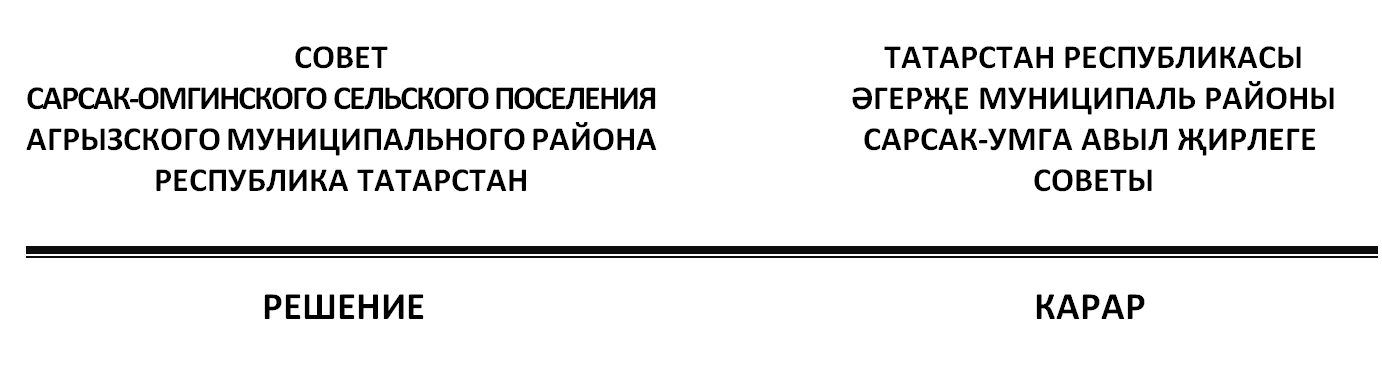 СОВЕТ
САРСАК-ОМГИНСКОГО СЕЛЬСКОГО ПОСЕЛЕНИЯ
АГРЫЗСКОГО МУНИЦИПАЛЬНОГО РАЙОНА
РЕСПУБЛИКА ТАТАРСТАН
ТАТАРСТАН РЕСПУБЛИКАСЫ
ӘГЕРҖЕ МУНИЦИПАЛЬ РАЙОНЫ
САРСАК-УМГА АВЫЛ ҖИРЛЕГЕ
СОВЕТЫ
РЕШЕНИЕ
КАРАР